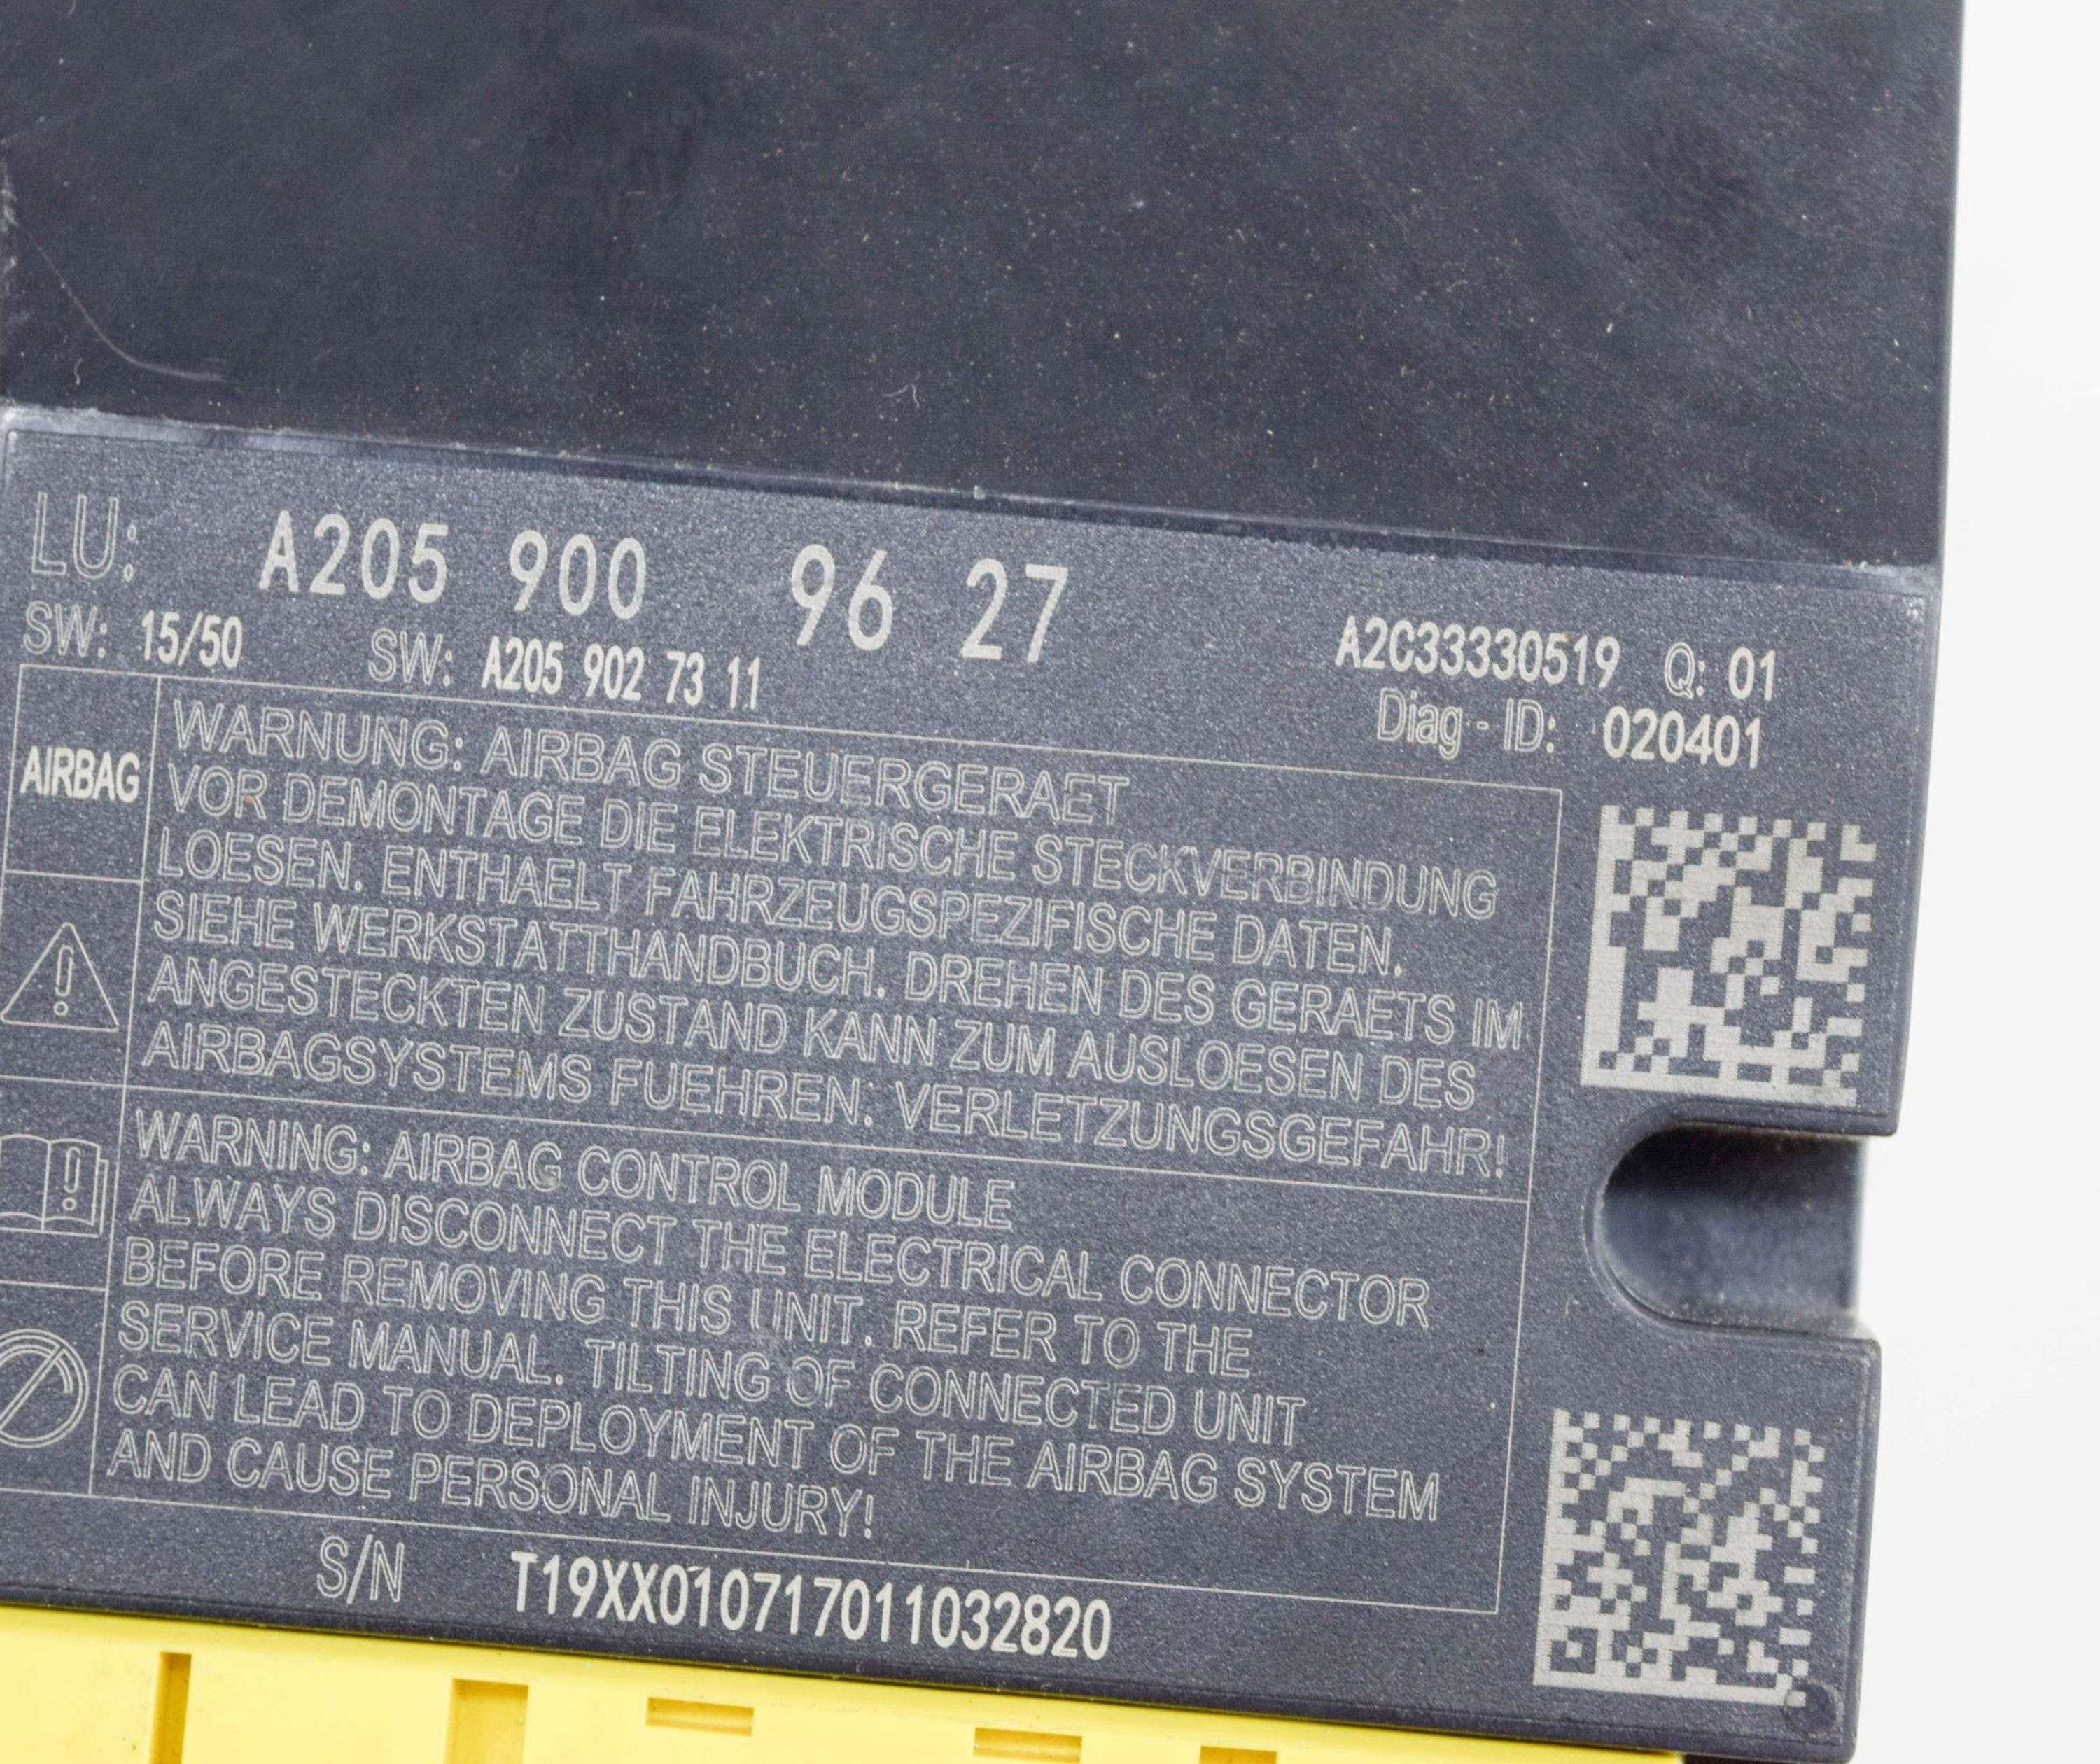 LU: A205 900 96 27
SW: 15/50 SW: A205 902 73 11
A2C33330519 Q: 01
Diag - ID: 020401
AIRBAG
WARNUNG: AIRBAG STEUERGERAET
VOR DEMONTAGE DIE ELEKTRISCHE STECKVERBINDUNG
LOESEN. ENTHAELT FAHRZEUGSPEZIFISCHE DATEN.
SIEHE WERKSTATTHANDBUCH. DREHEN DES GERAETS IM
ANGESTECKTEN ZUSTAND KANN ZUM AUSLOESEN DES
AIRBAGSYSTEMS FUEHREN. VERLETZUNGSGEFAHR!
WARNING: AIRBAG CONTROL MODULE
ALWAYS DISCONNECT THE ELECTRICAL CONNECTOR
BEFORE REMOVING THIS UNIT. REFER TO THE
SERVICE MANUAL. TILTING OF CONNECTED UNIT
CAN LEAD TO DEPLOYMENT OF THE AIRBAG SYSTEM
AND CAUSE PERSONAL INJURY!
S/N T19XX010717011032820